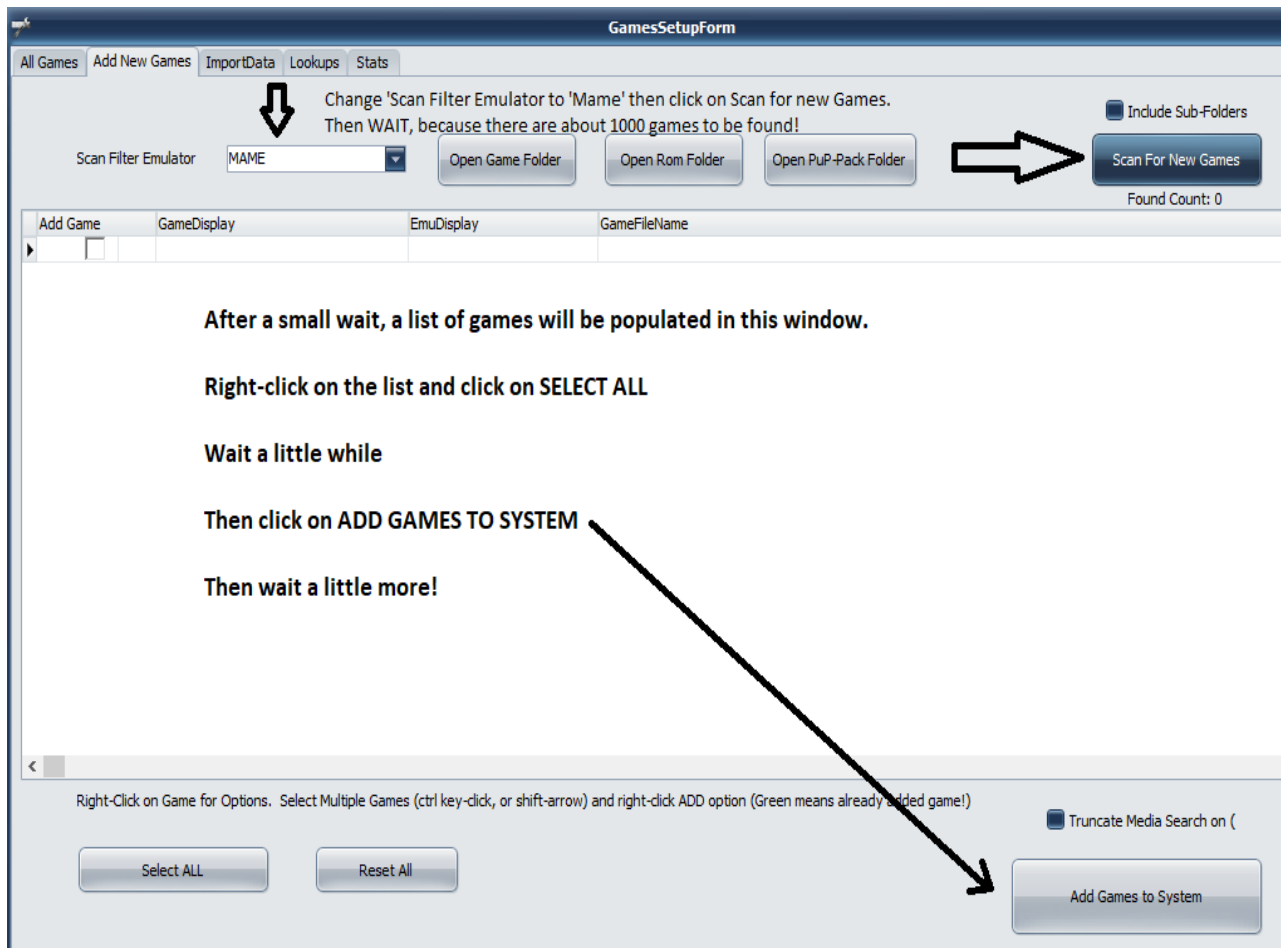 GamesSetupForm
All Games Add New Games ImportData Lookups Stats
Change 'Scan Filter Emulator to 'Mame' then click on Scan for new Games.
Then WAIT, because there are about 1000 games to be found!
Include Sub-Folders
Scan Filter Emulator MAME Open Game Folder Open Rom Folder Open PuP-Pack Folder Scan For New Games
Found Count: 0
Add Game GameDisplay EmuDisplay GameFileName
After a small wait, a list of games will be populated in this window.
Right-click on the list and click on SELECT ALL
Wait a little while
Then click on ADD GAMES TO SYSTEM
Then wait a little more!
Right-Click on Game for Options. Select Multiple Games (ctrl key-click, or shift-arrow) and right-click ADD option (Green means already added game!)
Truncate Media Search on (
Select ALL Reset All Add Games to System